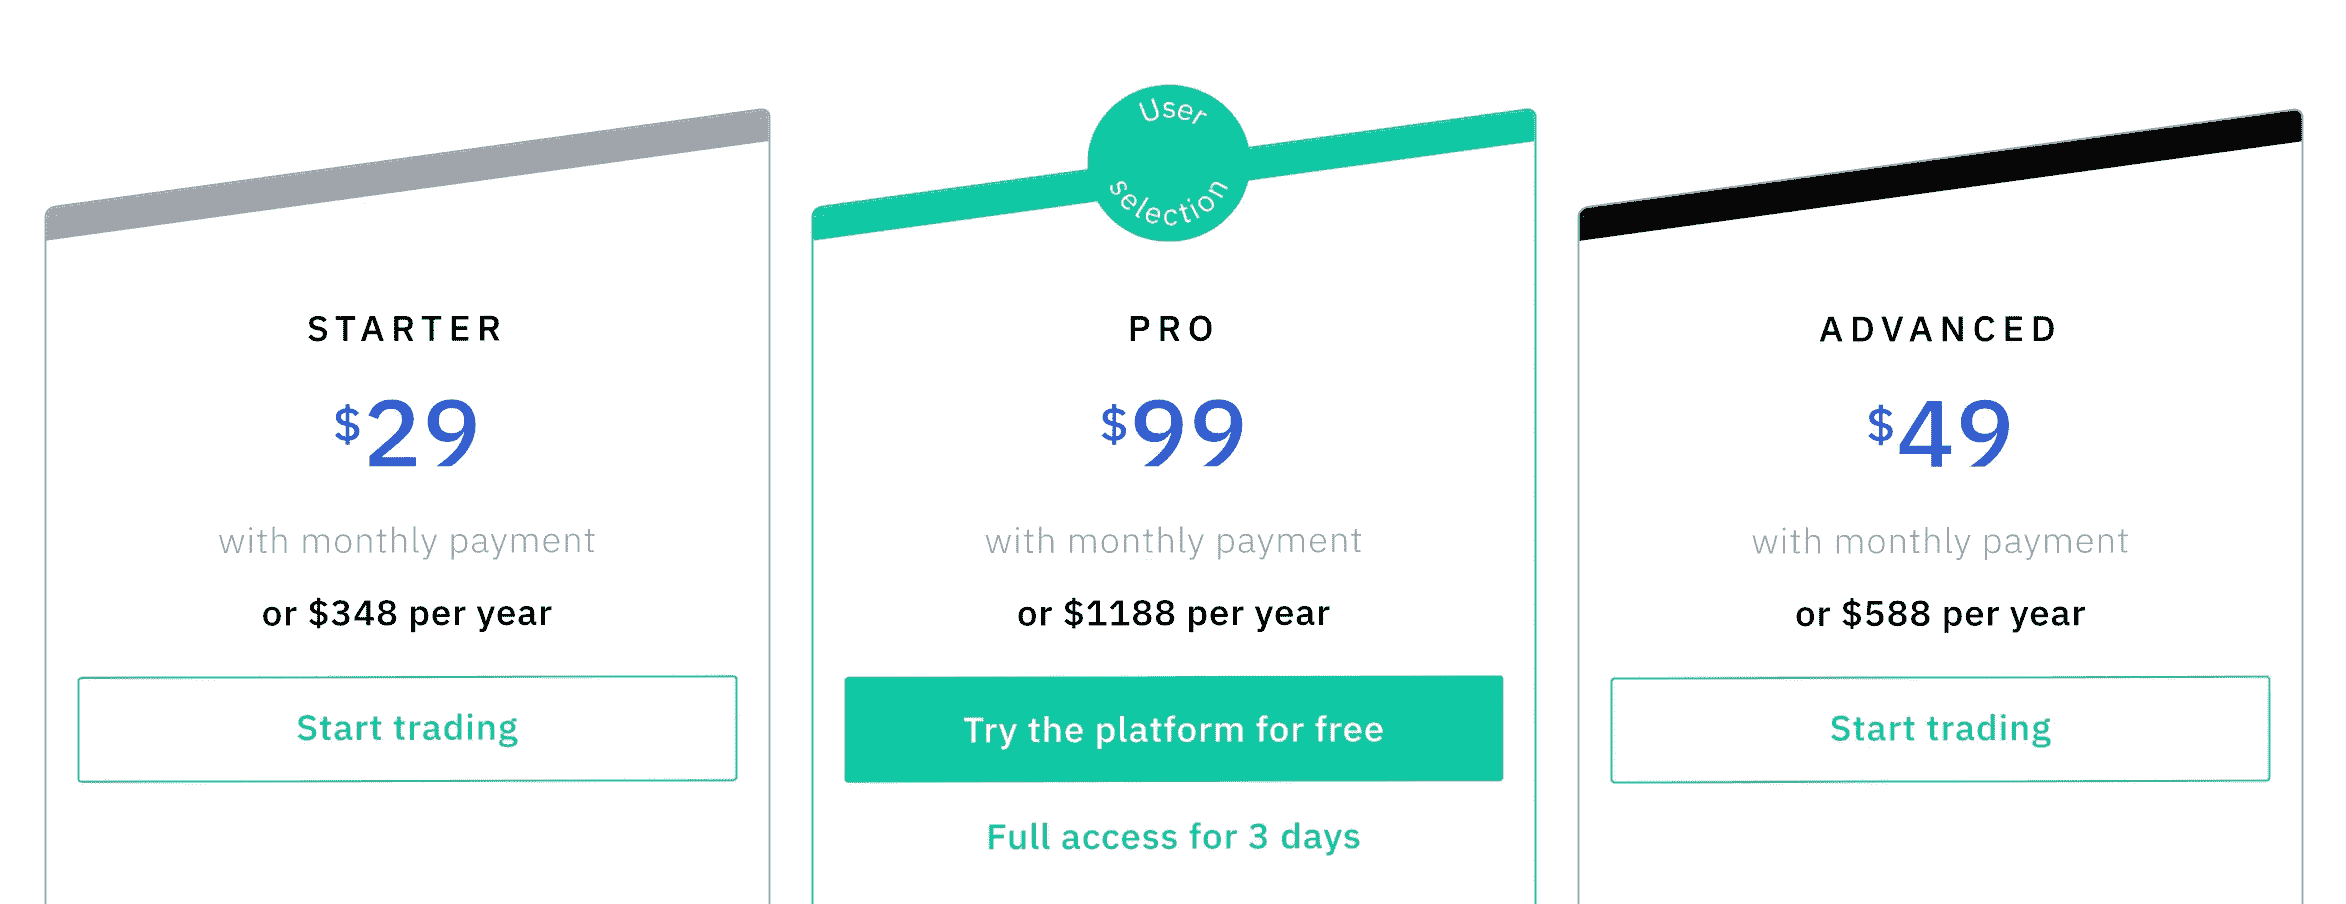 STARTER
$29
with monthly payment
or $348 per year
Start trading
User
selection
PRO
$99
with monthly payment
or $1188 per year
Try the platform for free
Full access for 3 days
ADVANCED
$49
with monthly payment
or $588 per year
Start trading